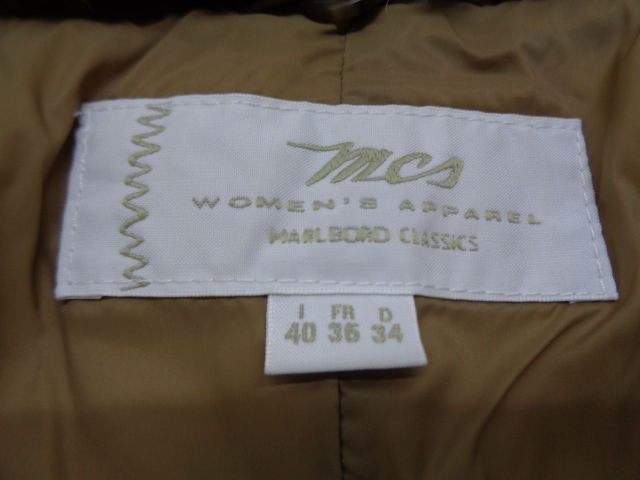 mcs
WOMEN'S APPAREL
MARLBORO CLASSICS
I FR D
40 36 34